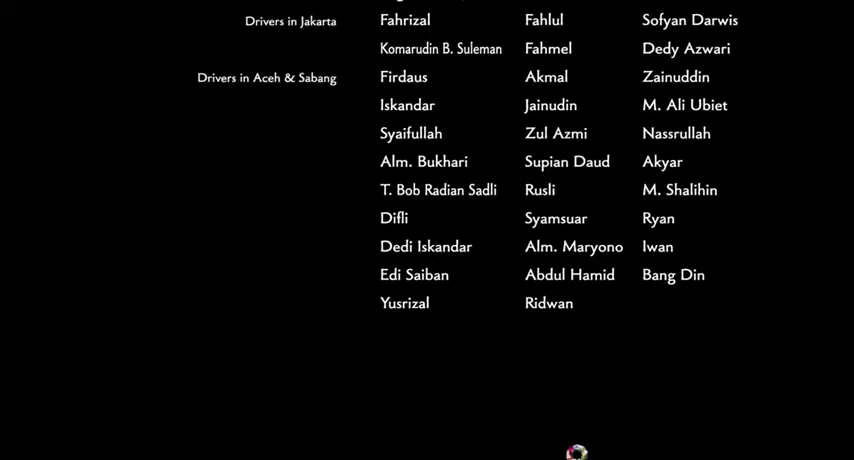 Drivers in Jakarta Fahrizal Fahlul Sofyan Darwis
Komarudin B. Suleman Fahmel Dedy Azwari
Drivers in Aceh & Sabang Firdaus Akmal Zainuddin
Iskandar Jainudin M. Ali Ubiet
Syaifullah Zul Azmi Nassrullah
Alm. Bukhari Supian Daud Akyar
T. Bob Radian Sadli Rusli M. Shalihin
Difli Syamsuar Ryan
Dedi Iskandar Alm. Maryono Iwan
Edi Saiban Abdul Hamid Bang Din
Yusrizal Ridwan